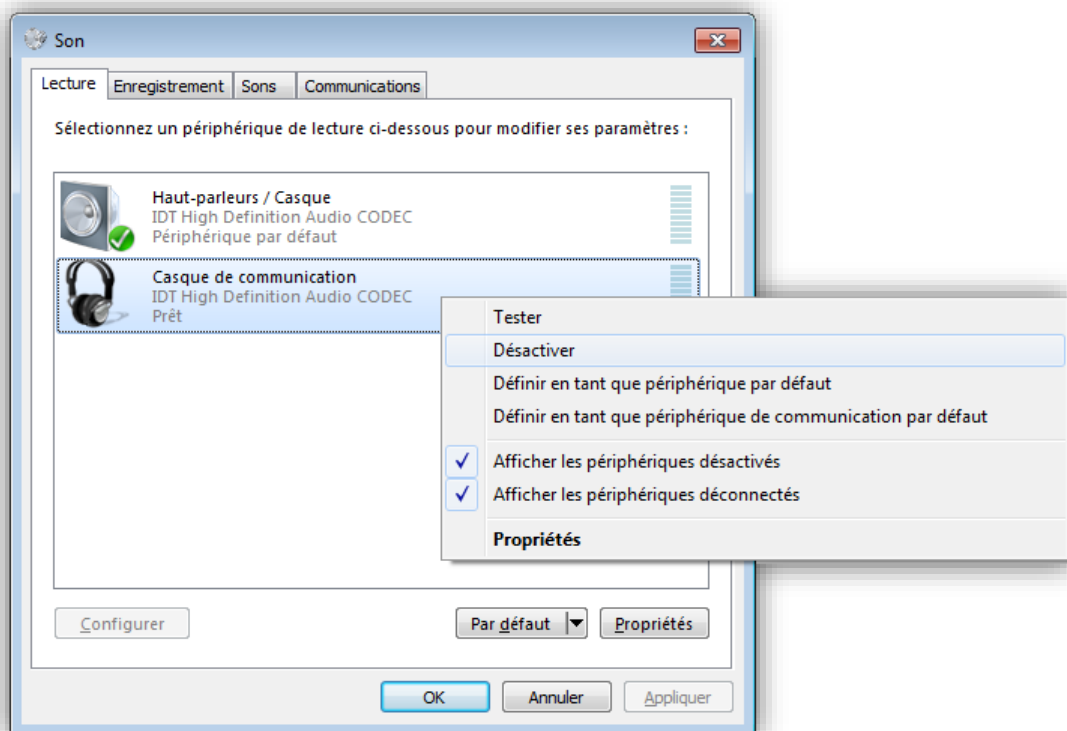 Son
Lecture Enregistrement Sons Communications
Sélectionnez un périphérique de lecture ci-dessous pour modifier ses paramètres :
Haut-parleurs / Casque
IDT High Definition Audio CODEC
Périphérique par défaut
Casque de communication
IDT High Definition Audio CODEC
Prêt
Tester
Désactiver
Définir en tant que périphérique par défaut
Définir en tant que périphérique de communication par défaut
Afficher les périphériques désactivés
Afficher les périphériques déconnectés
Propriétés
Configurer Par défaut Propriétés
OK Annuler Appliquer